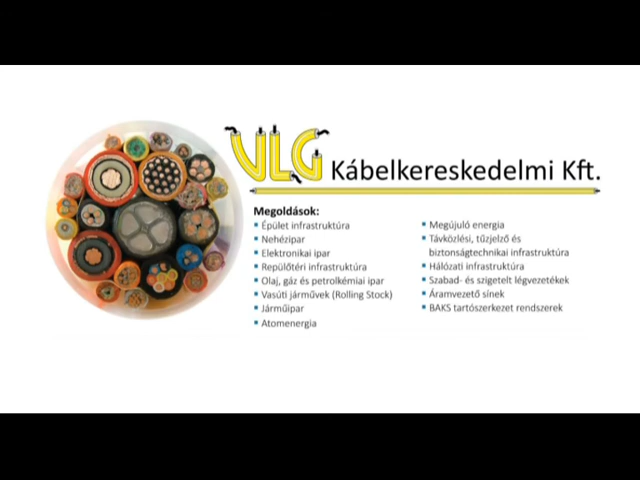 VLG Kábelkereskedelmi Kft.
Megoldások:
Épület infrastruktúra
Nehézipar
Elektronikai ipar
Repülőtéri infrastruktúra
Olaj, gáz és petrolkémiai ipar
Vasúti járművek (Rolling Stock)
Járműipar
Atomenergia
Megújuló energia
Távközlési, tűzjelző és
biztonságtechnikai infrastruktúra
Hálózati infrastruktúra
Szabad- és szigetelt légvezetékek
Áramvezető sínek
BAKS tartószerkezet rendszerek